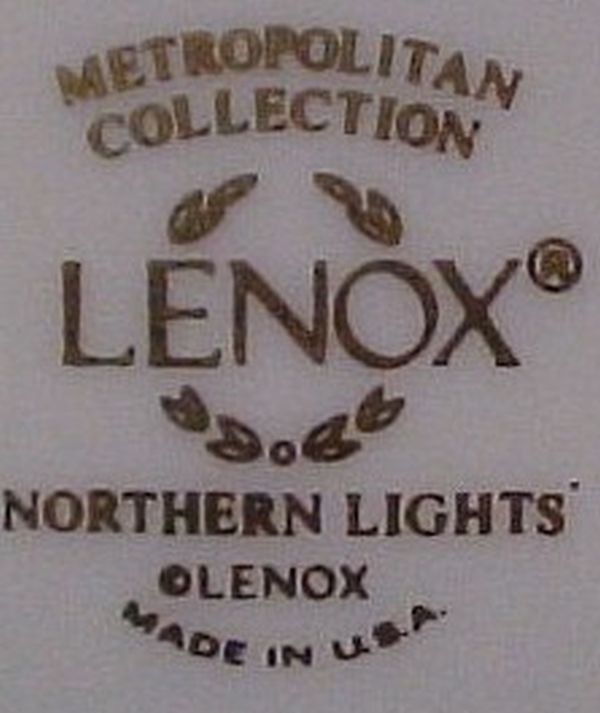 METROPOLITAN
COLLECTION
LENOX®
NORTHERN LIGHTS
©LENOX
MADE IN U.S.A.